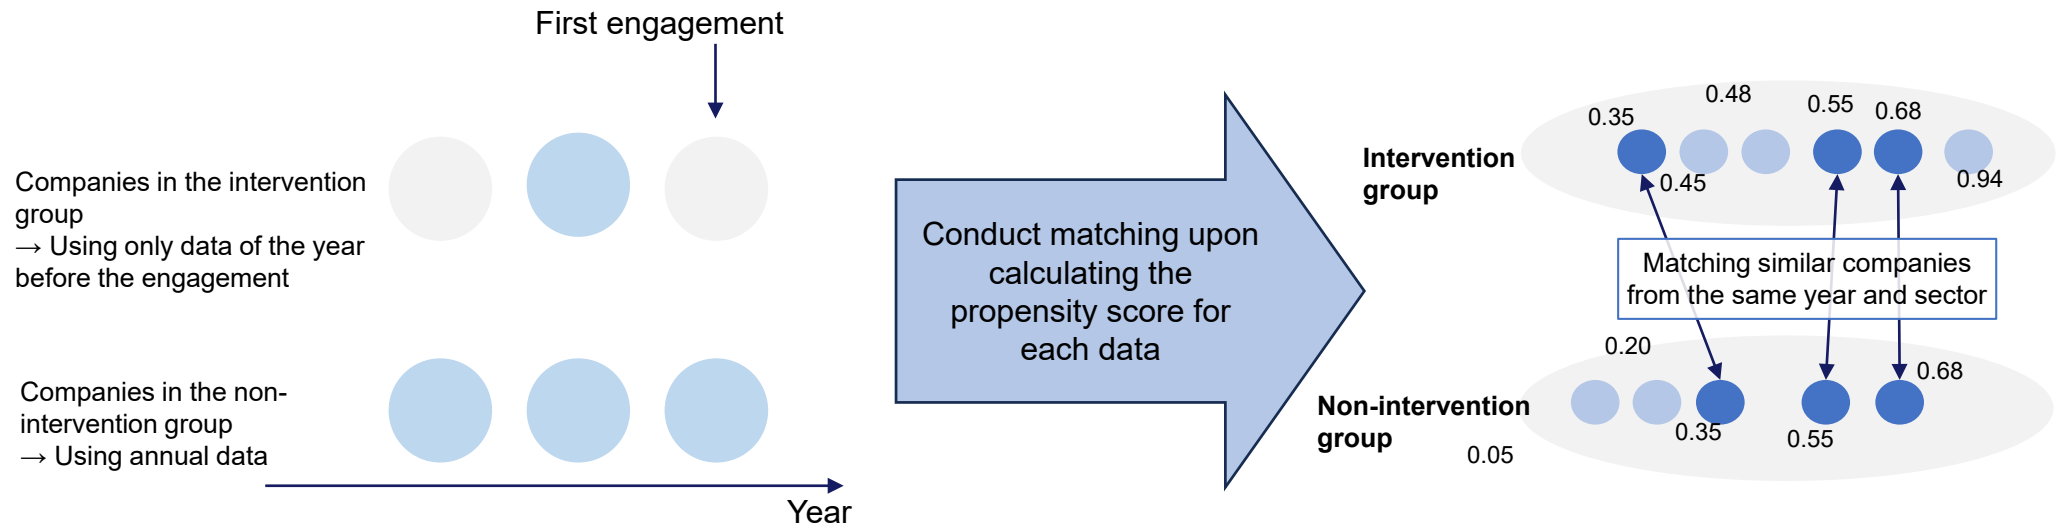 First engagement
Companies in the intervention
group
→ Using only data of the year
before the engagement
Companies in the non-
intervention group
→ Using annual data
Year
Conduct matching upon
calculating the
propensity score for
each data
Intervention
group
0.35
0.48
0.55
0.68
0.45
0.94
Matching similar companies
from the same year and sector
Non-intervention
group
0.20
0.68
0.35
0.55
0.05